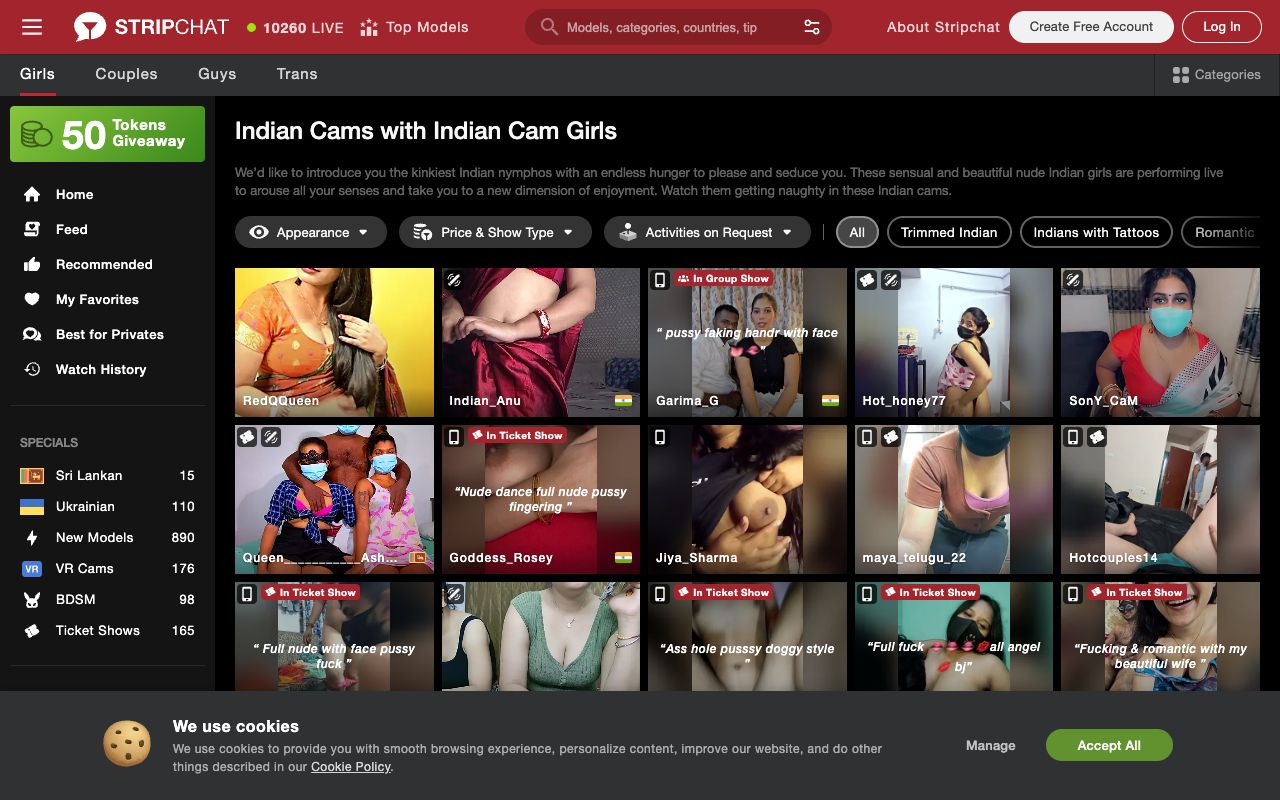 STRIPCHAT
10260 LIVE
Top Models
Models, categories, countries, tip
About Stripchat
Create Free Account
Log In
Girls
Couples
Guys
Trans
Categories
50 Tokens Giveaway
Home
Feed
Recommended
My Favorites
Best for Privates
Watch History
SPECIALS
Sri Lankan 15
Ukrainian 110
New Models 890
VR VR Cams 176
BDSM 98
Ticket Shows 165
Indian Cams with Indian Cam Girls
We'd like to introduce you the kinkiest Indian nymphos with an endless hunger to please and seduce you. These sensual and beautiful nude Indian girls are performing live
to arouse all your senses and take you to a new dimension of enjoyment. Watch them getting naughty in these Indian cams.
Appearance
Price & Show Type
Activities on Request
All
Trimmed Indian
Indians with Tattoos
Romantic
RedQQueen
Indian_Anu
In Group Show
“ pussy faking handr with face
”
Garima_G
Hot_honey77
SonY_CaM
Queen___________Ash...
In Ticket Show
“Nude dance full nude pussy
fingering ”
Goddess_Rosey
Jiya_Sharma
maya_telugu_22
Hotcouples14
In Ticket Show
“ Full nude with face pussy
fuck ”
In Ticket Show
“Ass hole pusssy doggy style
”
In Ticket Show
“Full fuck 💋💋💋💋all angel
💋 bj”
In Ticket Show
“Fucking & romantic with my
beautiful wife ”
We use cookies
We use cookies to provide you with smooth browsing experience, personalize content, improve our website, and do other
things described in our Cookie Policy.
Manage
Accept All